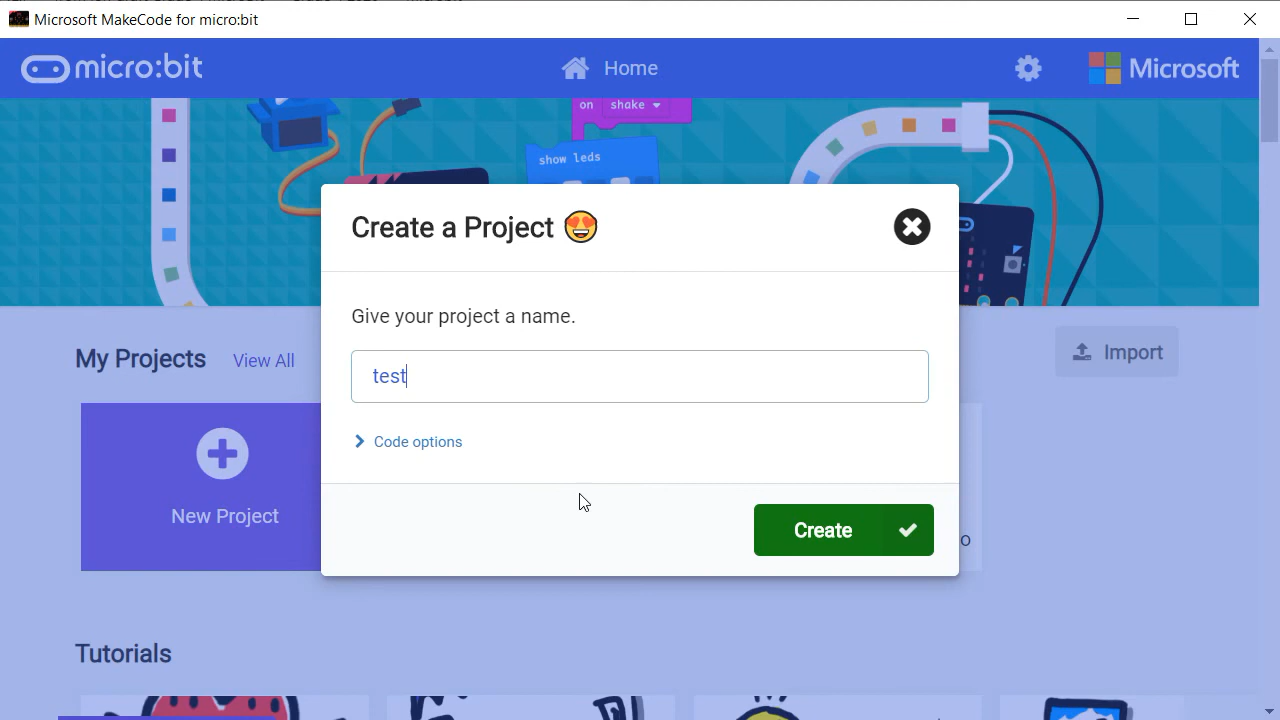 Microsoft MakeCode for micro:bit
micro:bit
Home
Microsoft
on shake
show leds
Create a Project
Give your project a name.
test
Code options
Create
My Projects View All
Import
New Project
Tutorials